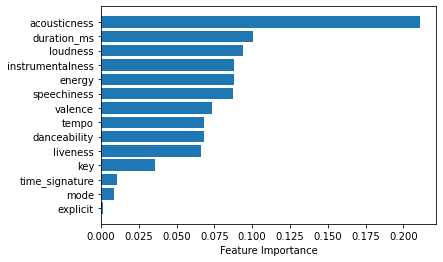 acousticness
duration_ms
loudness
instrumentalness
energy
speechiness
valence
tempo
danceability
liveness
key
time_signature
mode
explicit
0.000 0.025 0.050 0.075 0.100 0.125 0.150 0.175 0.200
Feature Importance